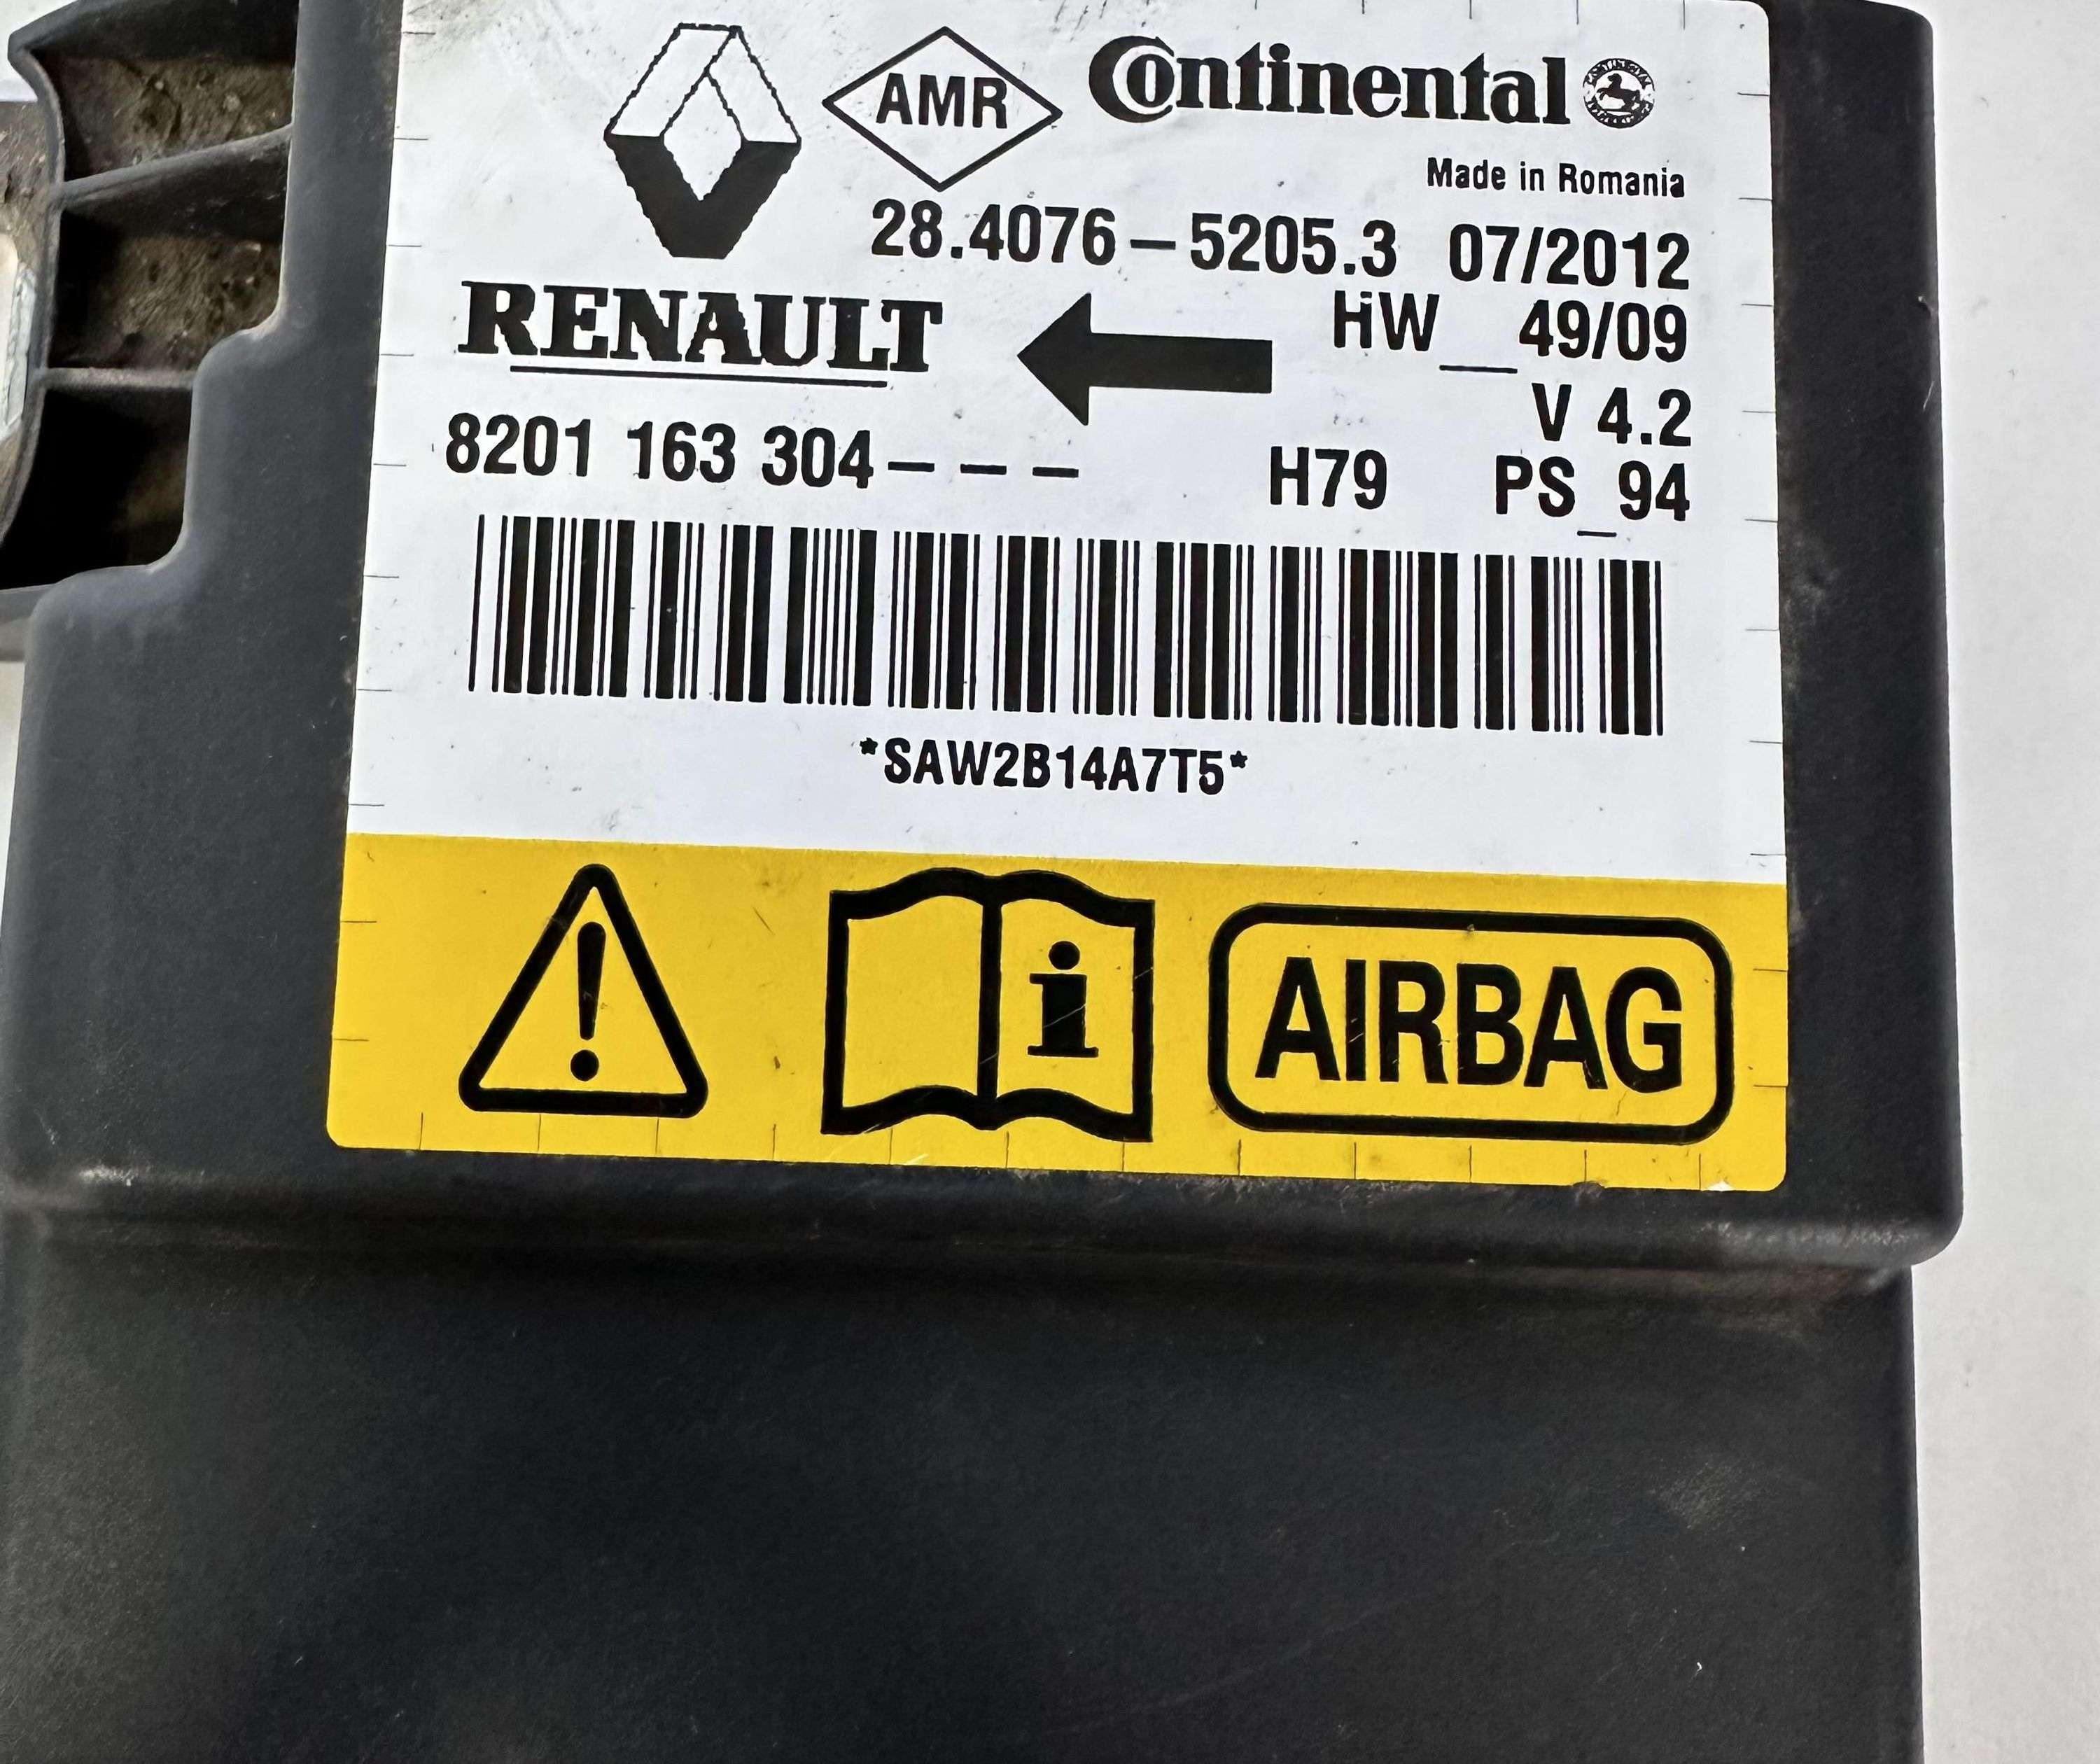 AMR Continental
Made in Romania
28.4076-5205.3 07/2012
RENAULT HW__49/09
V 4.2
8201 163 304--- H79 PS_94
*SAW2B14A7T5*
i AIRBAG